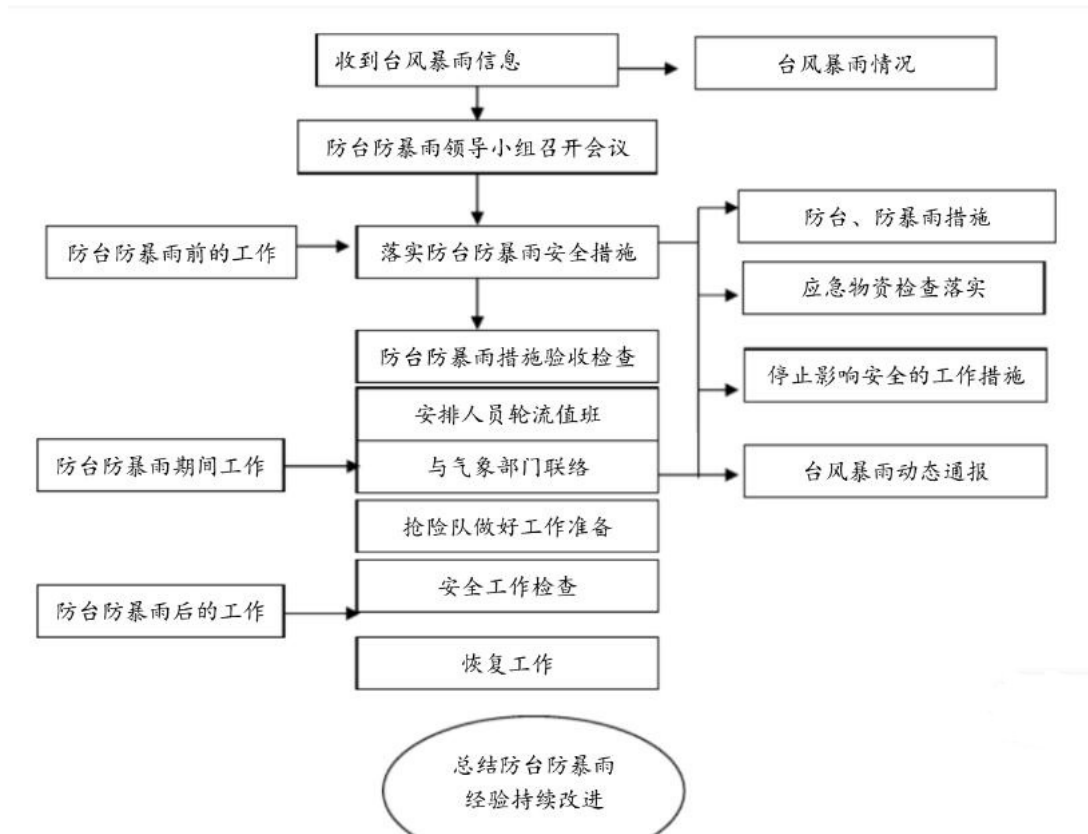 收到台风暴雨信息
台风暴雨情况
防台防暴雨领导小组召开会议
防台、防暴雨措施
防台防暴雨前的工作
落实防台防暴雨安全措施
应急物资检查落实
防台防暴雨措施验收检查
停止影响安全的工作措施
安排人员轮流值班
防台防暴雨期间工作
与气象部门联络
台风暴雨动态通报
抢险队做好工作准备
安全工作检查
防台防暴雨后的工作
恢复工作
总结防台防暴雨
经验持续改进